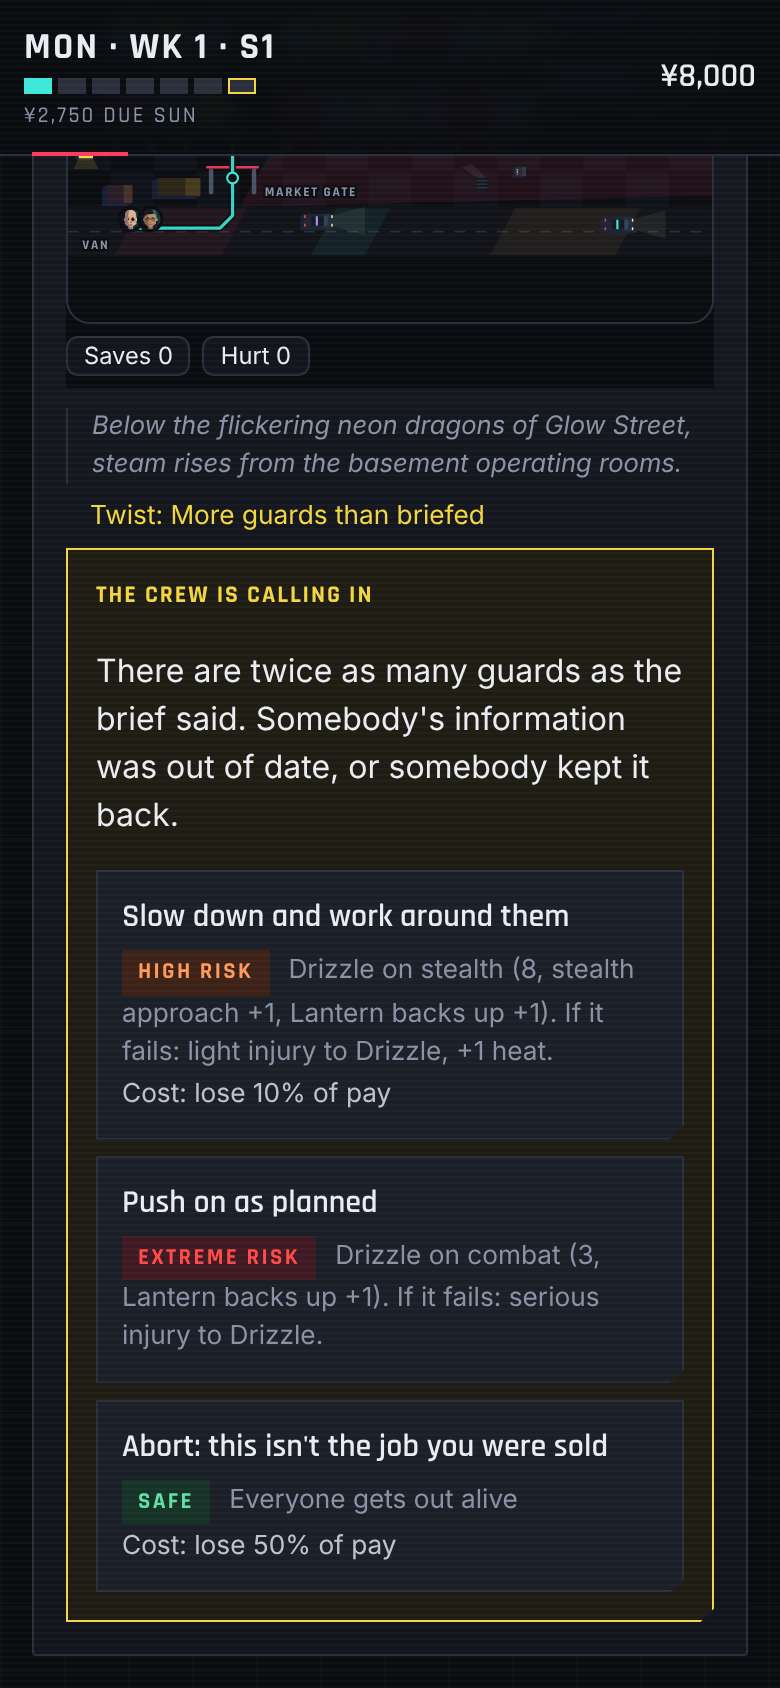 MON · WK 1 · S1
¥8,000
¥2,750 DUE SUN
MARKET GATE
VAN
Saves 0
Hurt 0
Below the flickering neon dragons of Glow Street,
steam rises from the basement operating rooms.
Twist: More guards than briefed
THE CREW IS CALLING IN
There are twice as many guards as the
brief said. Somebody's information
was out of date, or somebody kept it
back.
Slow down and work around them
HIGH RISK Drizzle on stealth (8, stealth
approach +1, Lantern backs up +1). If it
fails: light injury to Drizzle, +1 heat.
Cost: lose 10% of pay
Push on as planned
EXTREME RISK Drizzle on combat (3,
Lantern backs up +1). If it fails: serious
injury to Drizzle.
Abort: this isn't the job you were sold
SAFE Everyone gets out alive
Cost: lose 50% of pay